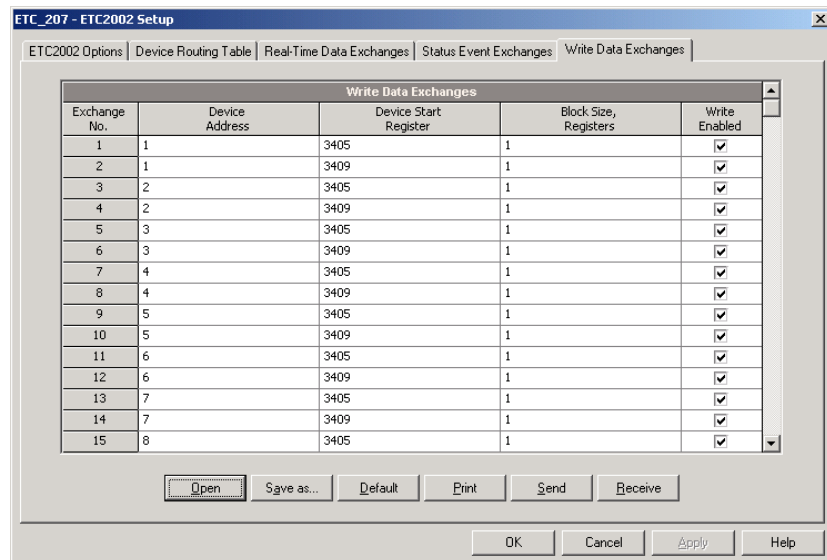 ETC_207 - ETC2002 Setup
ETC2002 Options Device Routing Table Real-Time Data Exchanges Status Event Exchanges Write Data Exchanges
Write Data Exchanges
Exchange No. Device Address Device Start Register Block Size, Registers Write Enabled
1 1 3405 1
2 1 3409 1
3 2 3405 1
4 2 3409 1
5 3 3405 1
6 3 3409 1
7 4 3405 1
8 4 3409 1
9 5 3405 1
10 5 3409 1
11 6 3405 1
12 6 3409 1
13 7 3405 1
14 7 3409 1
15 8 3405 1
Open Save as... Default Print Send Receive
OK Cancel Apply Help